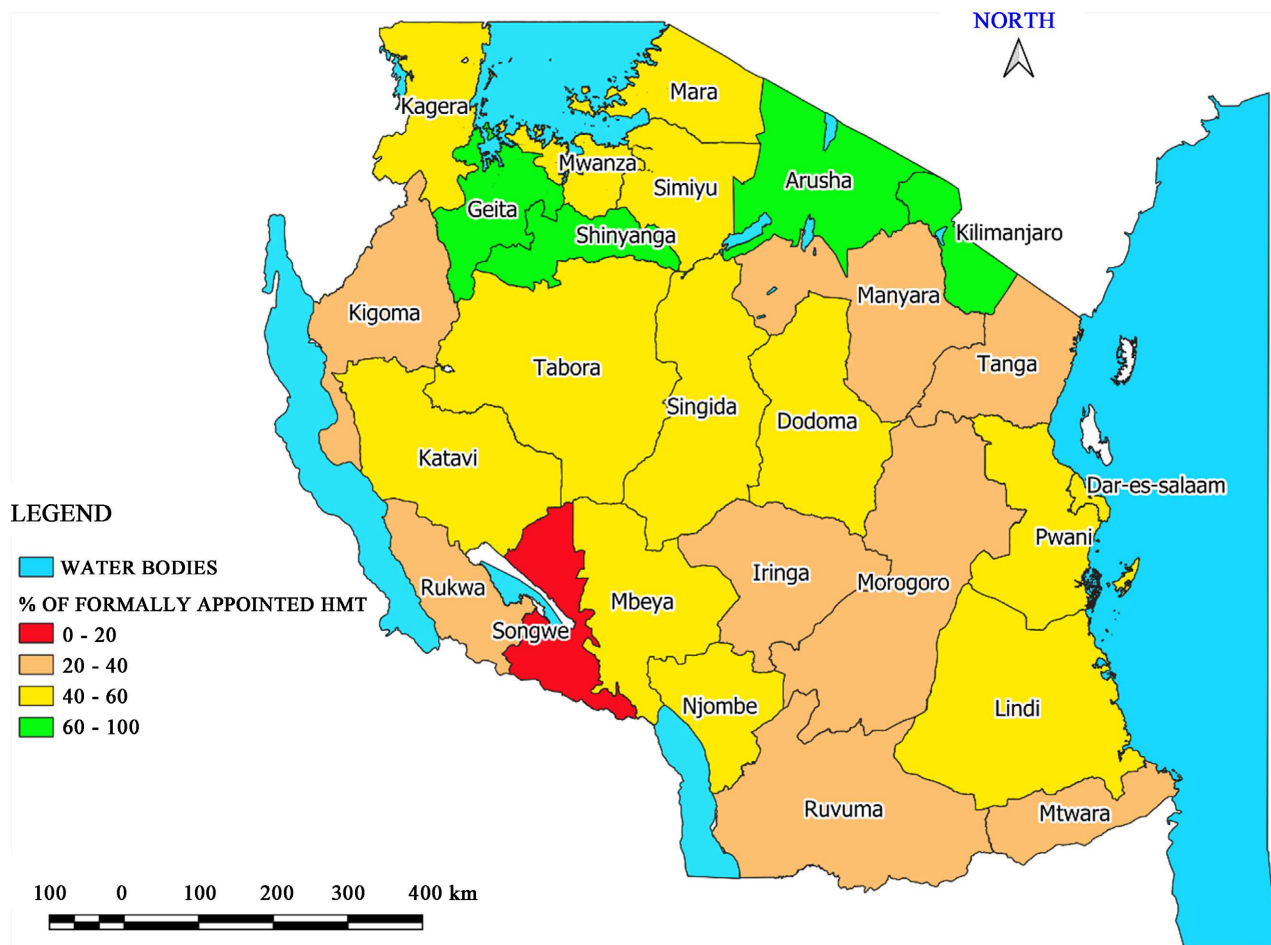 NORTH
Mara
Kagera
Mwanza
Simiyu
Arusha
Geita
Shinyanga
Kilimanjaro
Manyara
Kigoma
Tanga
Tabora
Singida
Dodoma
Katavi
Dar-es-salaam
Pwani
Iringa
Morogoro
Rukwa
Mbeya
Songwe
Njombe
Lindi
Ruvuma
Mtwara
LEGEND
WATER BODIES
% OF FORMALLY APPOINTED HMT
0 - 20
20 - 40
40 - 60
60 - 100
100 0 100 200 300 400 km